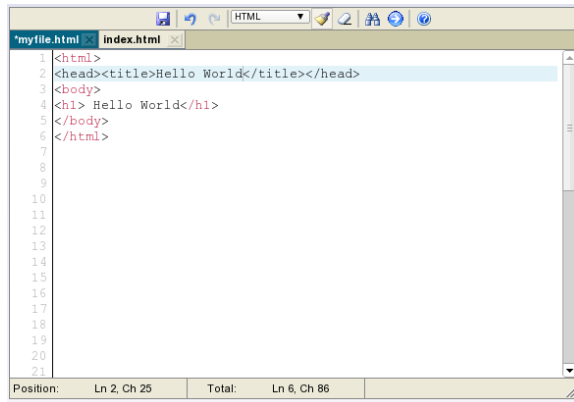 HTML
*myfile.html index.html
1 <html>
2 <head><title>Hello World</title></head>
3 <body>
4 <h1> Hello World</h1>
5 </body>
6 </html>
7
8
9
10
11
12
13
14
15
16
17
18
19
20
21
Position: Ln 2, Ch 25 Total: Ln 6, Ch 86